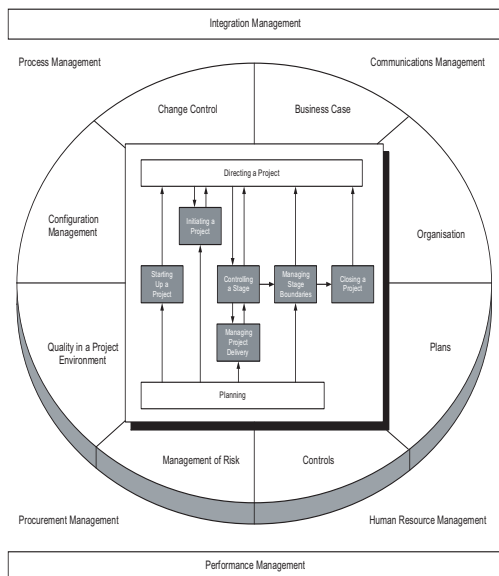 Integration Management
Process Management
Communications Management
Change Control
Business Case
Directing a Project
Initiating a
Project
Configuration
Management
Organisation
Starting
Up a
Project
Controlling
a Stage
Managing
Stage
Boundaries
Closing a
Project
Managing
Project
Delivery
Quality in a Project
Environment
Plans
Planning
Management of Risk
Controls
Procurement Management
Human Resource Management
Performance Management